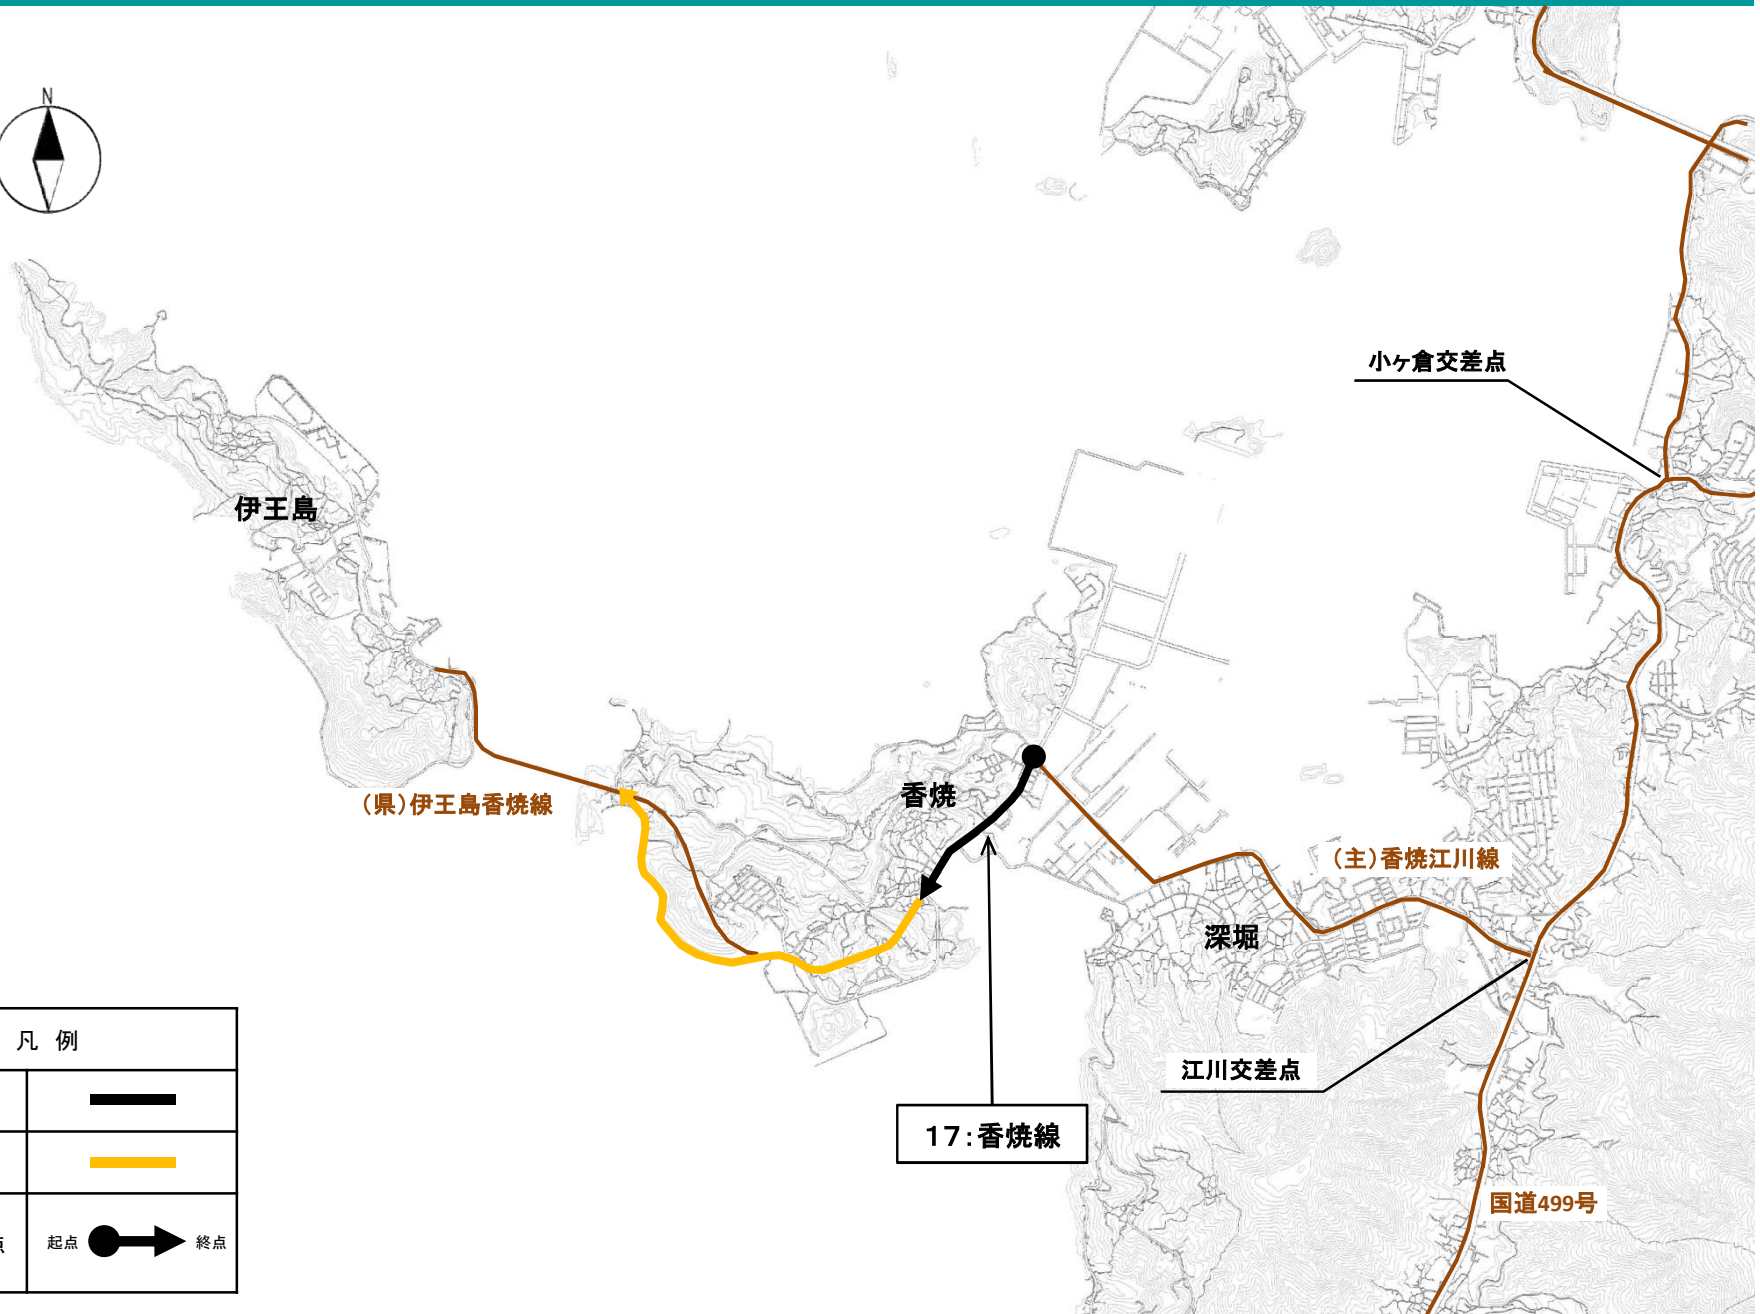 N
小ヶ倉交差点
伊王島
香焼
(県)伊王島香焼線
(主)香焼江川線
深堀
江川交差点
17:香焼線
国道499号
凡 例
点
起点
終点